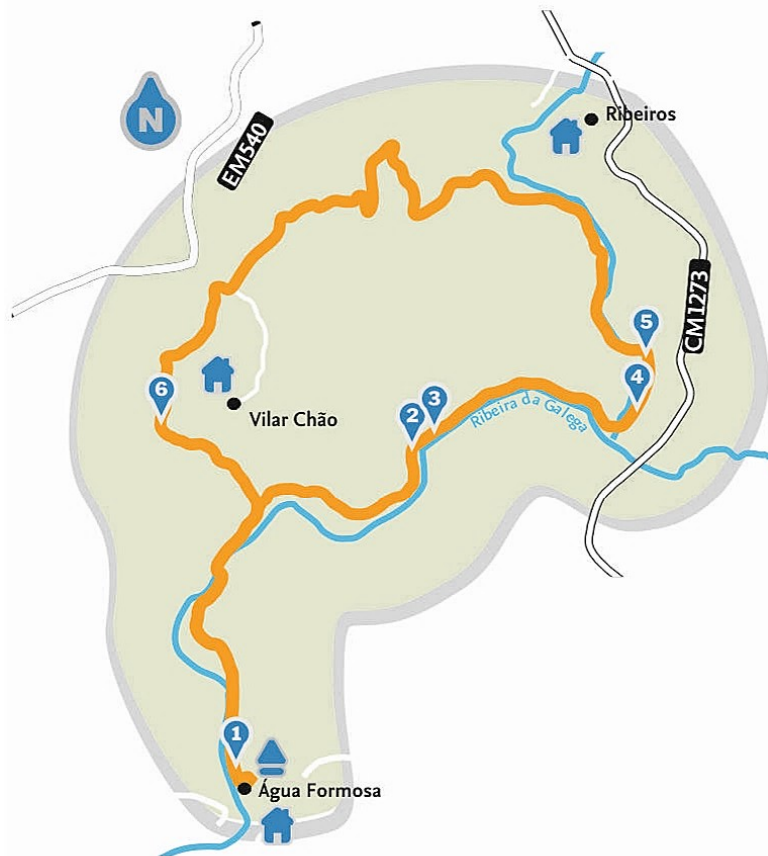 N
EM540
Ribeiros
CM1273
5
4
6
Vilar Chão
2
3
Ribeira da Galega
1
Água Formosa